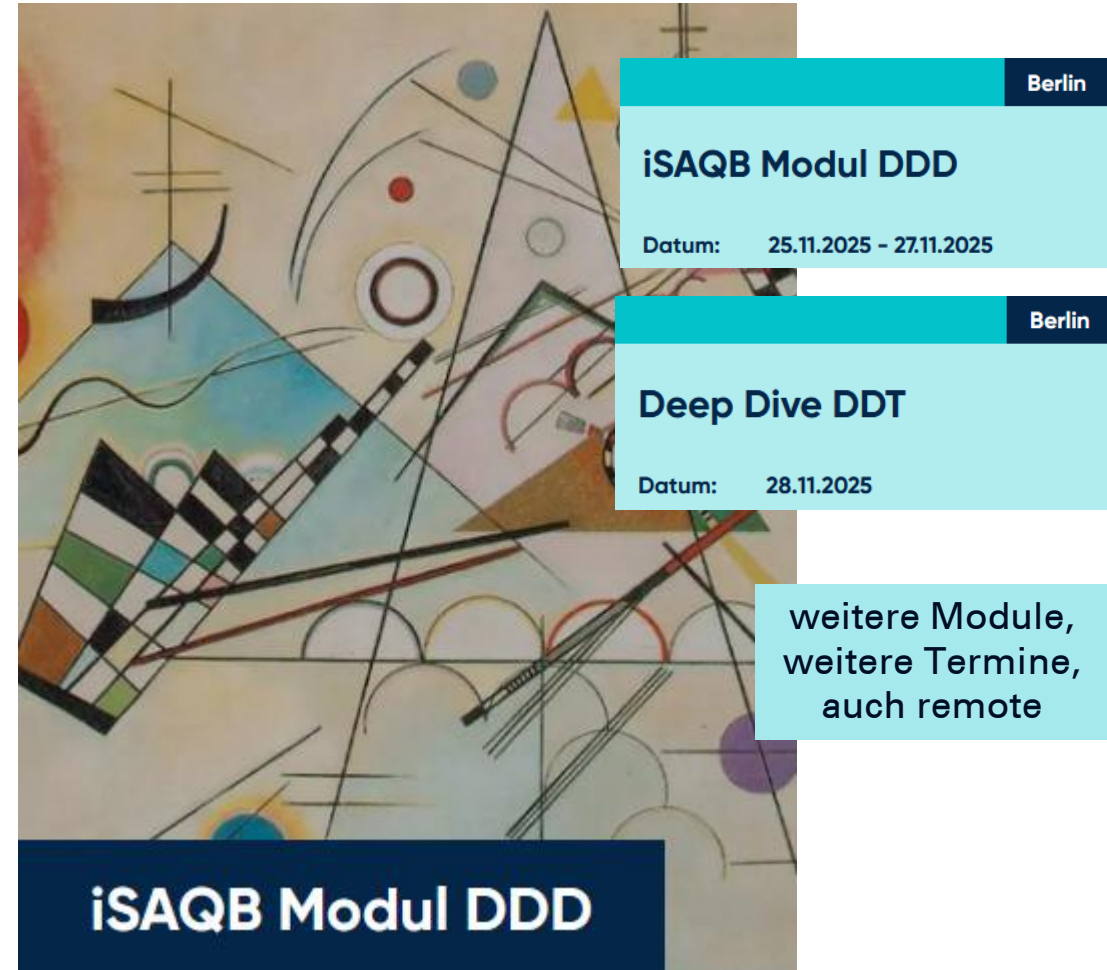 Berlin
iSAQB Modul DDD
Datum: 25.11.2025 - 27.11.2025
Berlin
Deep Dive DDT
Datum: 28.11.2025
weitere Module,
weitere Termine,
auch remote
iSAQB Modul DDD